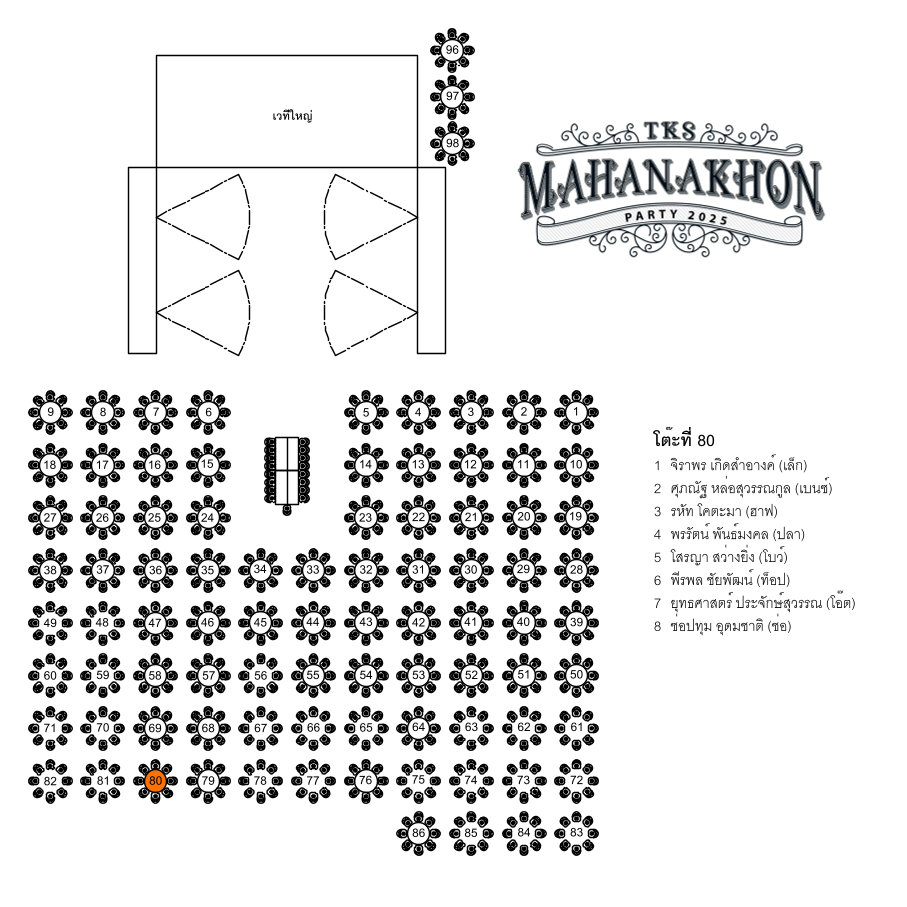 96
97
98
เวทีใหญ่
TKS
MAHANAKHON
PARTY 2025
9 8 7 6 5 4 3 2 1
18 17 16 15 14 13 12 11 10
27 26 25 24 23 22 21 20 19
38 37 36 35 34 33 32 31 30 29 28
49 48 47 46 45 44 43 42 41 40 39
60 59 58 57 56 55 54 53 52 51 50
71 70 69 68 67 66 65 64 63 62 61
82 81 80 79 78 77 76 75 74 73 72
86 85 84 83
โต๊ะที่ 80
1 จิราพร เกิดสำอางค์ (เล็ก)
2 ศุภณัฐ หล่อสุวรรณกูล (เบนซ์)
3 รหัท โคตะมา (ฮาฟ)
4 พรรัตน์ พันธ์มงคล (ปลา)
5 โสรญา สว่างยิ่ง (โบว์)
6 พีรพล ชัยพัฒน์ (ท็อป)
7 ยุทธศาสตร์ ประจักษ์สุวรรณ (โอ๊ต)
8 ช่อปทุม อุดมชาติ (ช่อ)